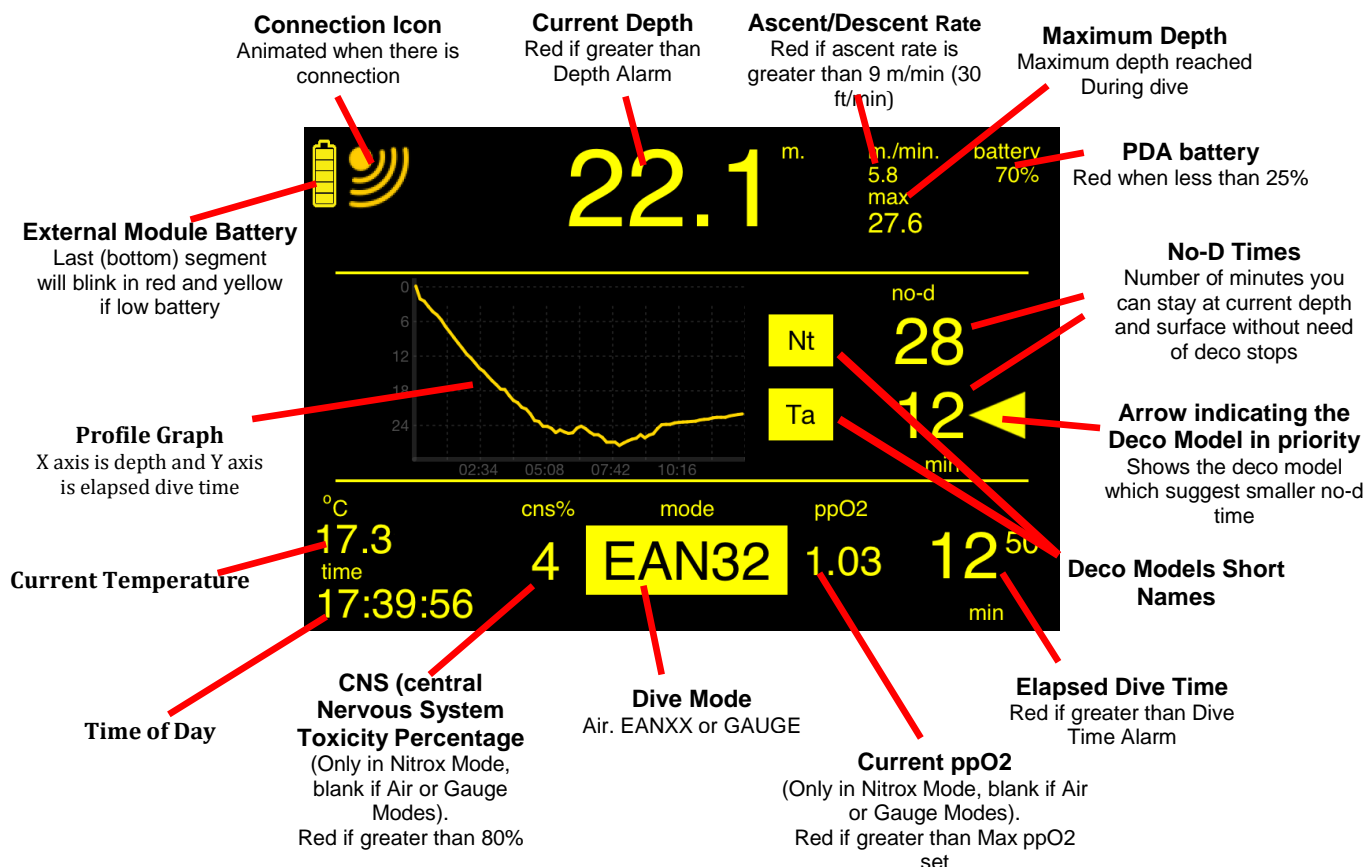 Connection Icon
Animated when there is
connection
Current Depth
Red if greater than
Depth Alarm
Ascent/Descent Rate
Red if ascent rate is
greater than 9 m/min (30
ft/min)
Maximum Depth
Maximum depth reached
During dive
PDA battery
Red when less than 25%
External Module Battery
Last (bottom) segment
will blink in red and yellow
if low battery
22.1
m.
m./min.
5.8
max
27.6
battery
70%
No-D Times
Number of minutes you
can stay at current depth
and surface without need
of deco stops
0
6
12
18
24
02:34 05:08 07:42 10:16
Nt
Ta
no-d
28
12
min
Profile Graph
X axis is depth and Y axis
is elapsed dive time
Arrow indicating the
Deco Model in priority
Shows the deco model
which suggest smaller no-d
time
°C
17.3
time
17:39:56
cns%
4
mode
EAN32
ppO2
1.03
12
min
Current Temperature
Time of Day
Deco Models Short
Names
CNS (central
Nervous System
Toxicity Percentage
(Only in Nitrox Mode,
blank if Air or Gauge
Modes).
Red if greater than 80%
Dive Mode
Air. EANXX or GAUGE
Current ppO2
(Only in Nitrox Mode, blank if Air
or Gauge Modes).
Red if greater than Max ppO2
set
Elapsed Dive Time
Red if greater than Dive
Time Alarm